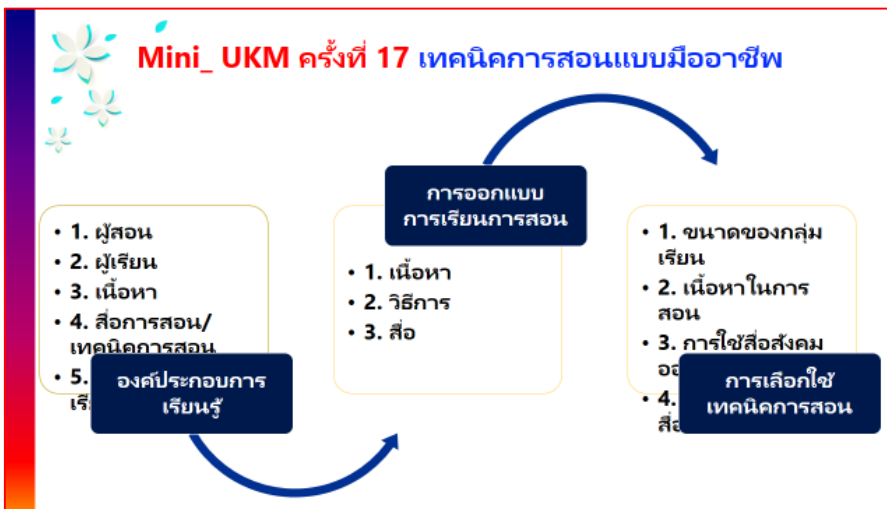 Mini_ UKM ครั้งที่ 17 เทคนิคการสอนแบบมืออาชีพ
• 1. ผู้สอน
• 2. ผู้เรียน
• 3. เนื้อหา
• 4. สื่อการสอน/
เทคนิคการสอน
• 5.
องค์ประกอบการ
เรียนรู้
การออกแบบ
การเรียนการสอน
• 1. เนื้อหา
• 2. วิธีการ
• 3. สื่อ
• 1. ขนาดของกลุ่ม
เรียน
• 2. เนื้อหาในการ
สอน
• 3. การใช้สื่อสังคม
• 4.
การเลือกใช้
เทคนิคการสอน